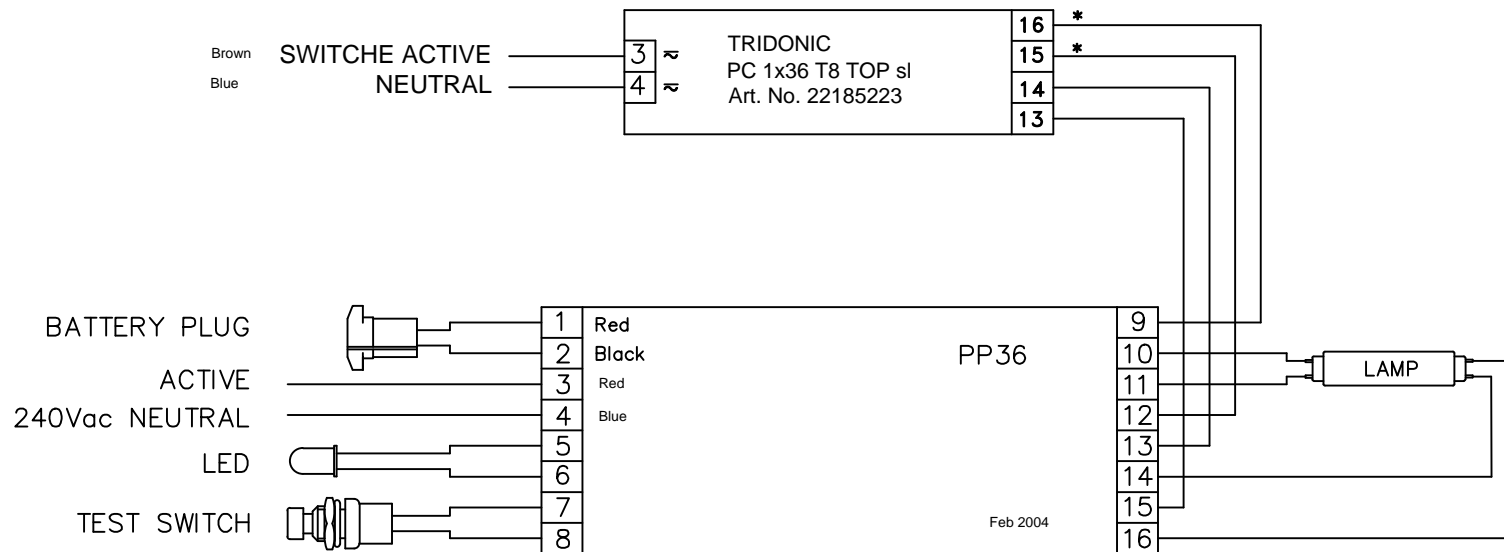 Brown SWITCHE ACTIVE
Blue NEUTRAL
3 ≂
4 ≂
TRIDONIC
PC 1x36 T8 TOP sl
Art. No. 22185223
16 *
15 *
14
13
BATTERY PLUG
ACTIVE
240Vac NEUTRAL
LED
TEST SWITCH
1 Red
2 Black
3 Red
4 Blue
5
6
7
8
PP36
Feb 2004
9
10
11
12
13
14
15
16
LAMP